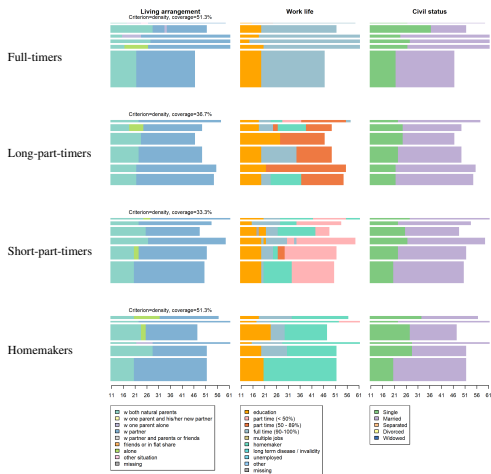 Living arrangement
Work life
Civil status
Criterion=density, coverage=51.3%
Full-timers
Criterion=density, coverage=36.7%
Long-part-timers
Criterion=density, coverage=33.3%
Short-part-timers
Criterion=density, coverage=51.3%
Homemakers
11 16 21 26 31 36 41 46 51 56 61
11 16 21 26 31 36 41 46 51 56 61
11 16 21 26 31 36 41 46 51 56 61
w both natural parents
w one parent and his/her new partner
w one parent alone
w partner
w partner and parents or friends
friends or in flat share
alone
other situation
missing
education
part time (< 50%)
part time (50 - 89%)
full time (90-100%)
multiple jobs
homemaker
long term disease / invalidity
unemployed
other
missing
Single
Married
Separated
Divorced
Widowed